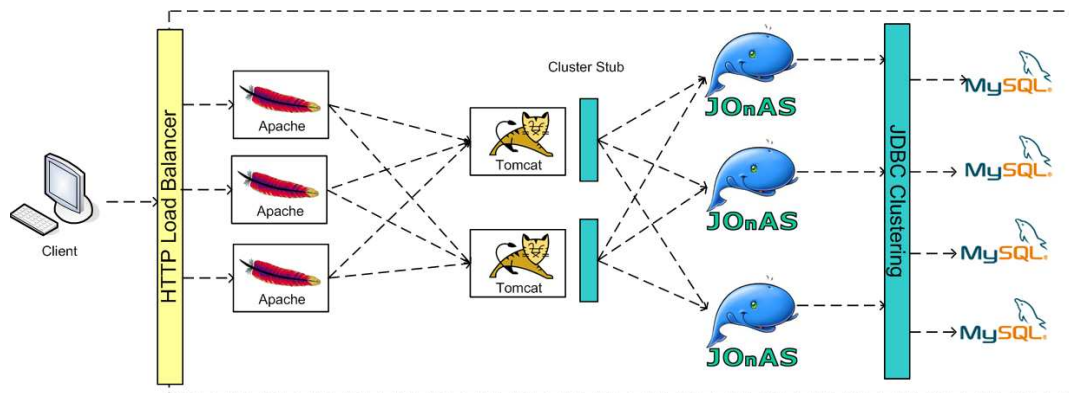 Client
HTTP Load Balancer
Apache
Apache
Apache
Tomcat
Tomcat
Cluster Stub
JOnAS
JOnAS
JOnAS
JDBC Clustering
MySQL®
MySQL®
MySQL®
MySQL®